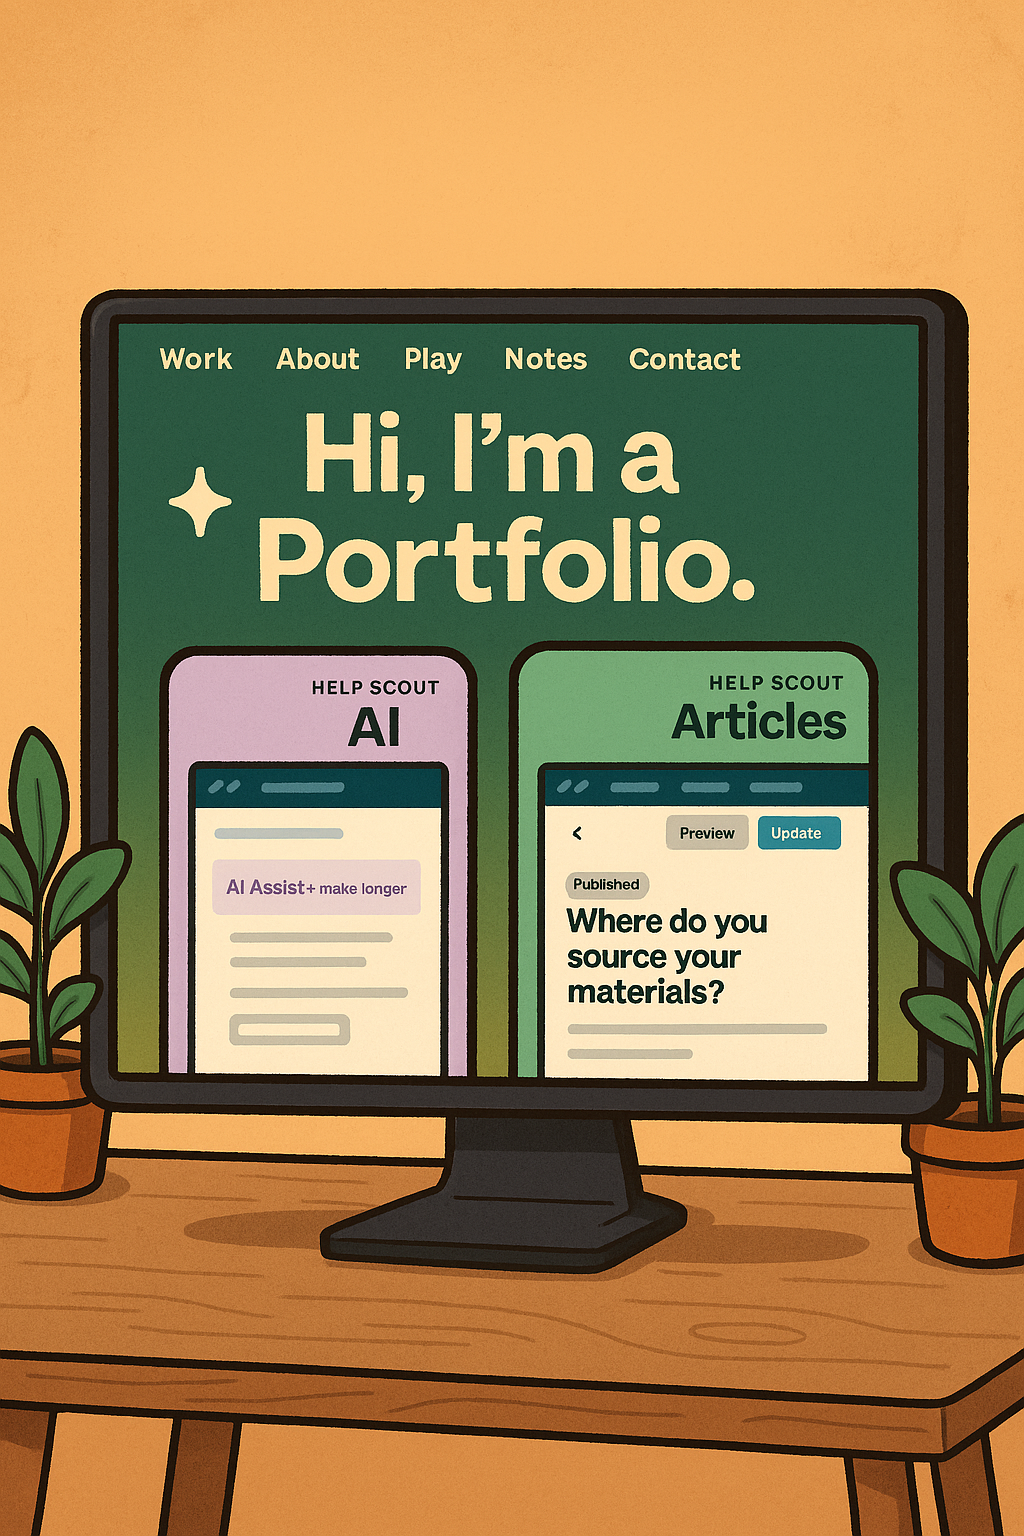 Work About Play Notes Contact
Hi, I’m a
Portfolio.
HELP SCOUT
AI
AI Assist+ make longer
HELP SCOUT
Articles
Preview Update
Published
Where do you
source your
materials?